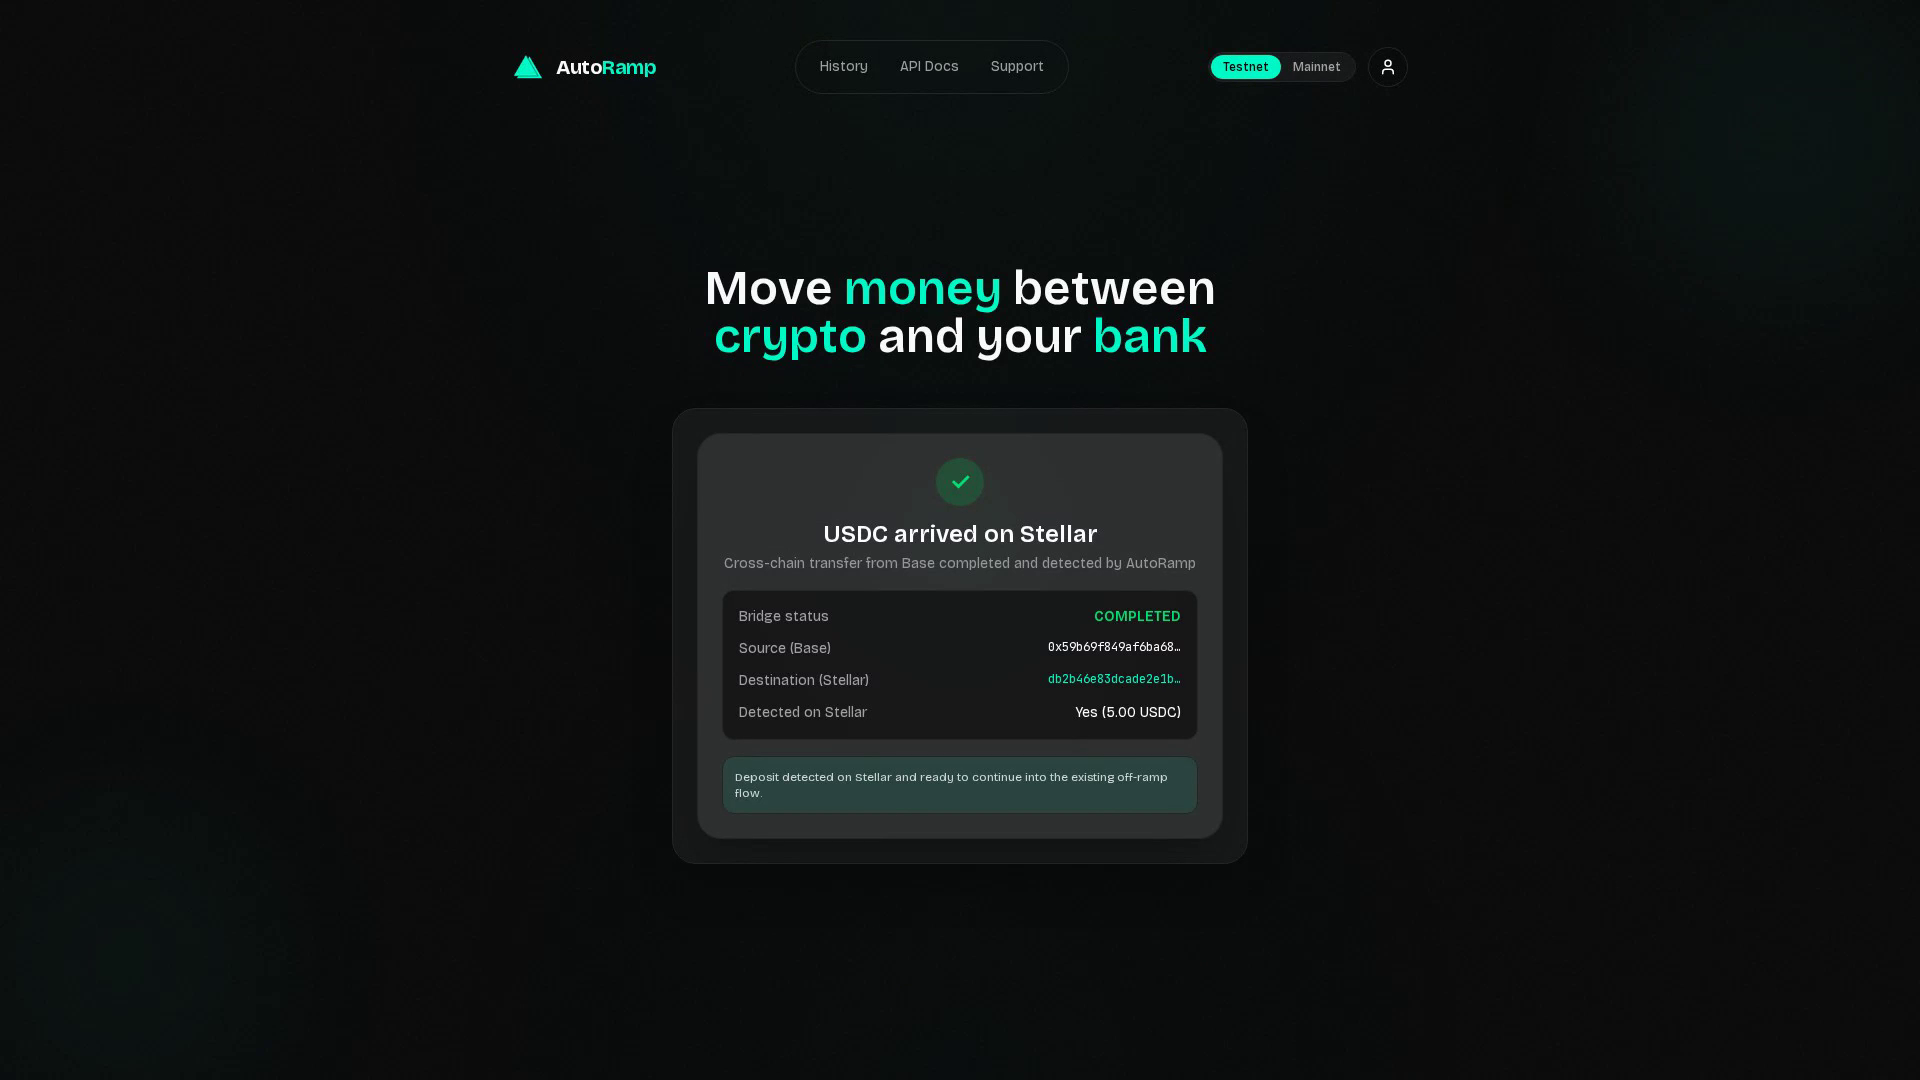 AutoRamp
History API Docs Support
Testnet Mainnet
Move money between
crypto and your bank
USDC arrived on Stellar
Cross-chain transfer from Base completed and detected by AutoRamp
Bridge status COMPLETED
Source (Base) 0x59b69f849af6ba68…
Destination (Stellar) db2b46e83dcade2e1b…
Detected on Stellar Yes (5.00 USDC)
Deposit detected on Stellar and ready to continue into the existing off-ramp
flow.